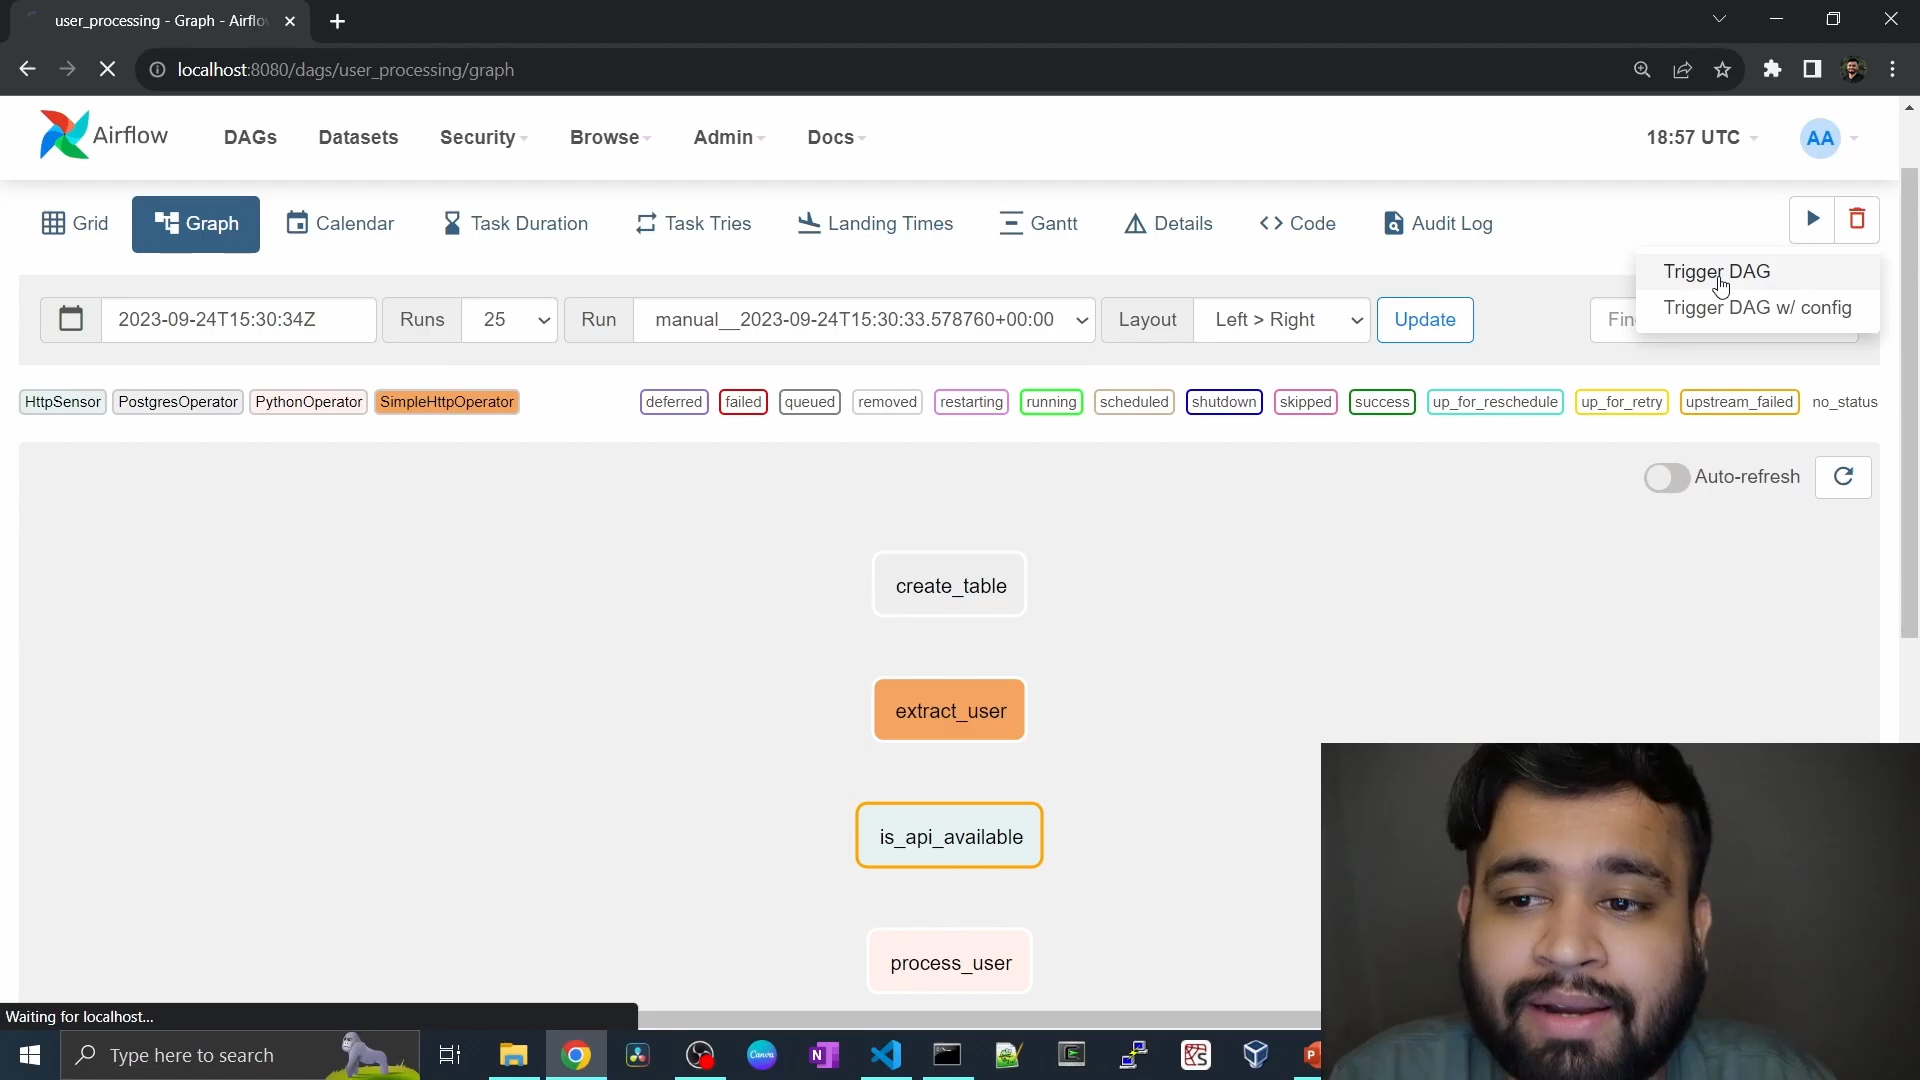 user_processing - Graph - Airflo
localhost:8080/dags/user_processing/graph
Airflow
DAGs
Datasets
Security
Browse
Admin
Docs
18:57 UTC
AA
Grid
Graph
Calendar
Task Duration
Task Tries
Landing Times
Gantt
Details
Code
Audit Log
Trigger DAG
Trigger DAG w/ config
2023-09-24T15:30:34Z
Runs
25
Run
manual__2023-09-24T15:30:33.578760+00:00
Layout
Left > Right
Update
Fin
HttpSensor
PostgresOperator
PythonOperator
SimpleHttpOperator
deferred
failed
queued
removed
restarting
running
scheduled
shutdown
skipped
success
up_for_reschedule
up_for_retry
upstream_failed
no_status
Auto-refresh
create_table
extract_user
is_api_available
process_user
Waiting for localhost...
Type here to search
Canva